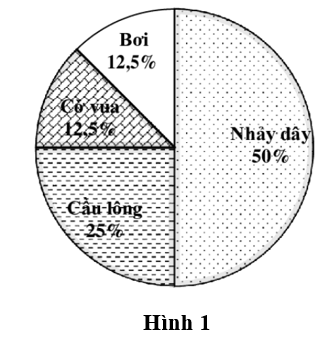 Bơi
12,5%
Cờ vua
12,5%
Nhảy dây
50%
Cầu lông
25%
Hình 1